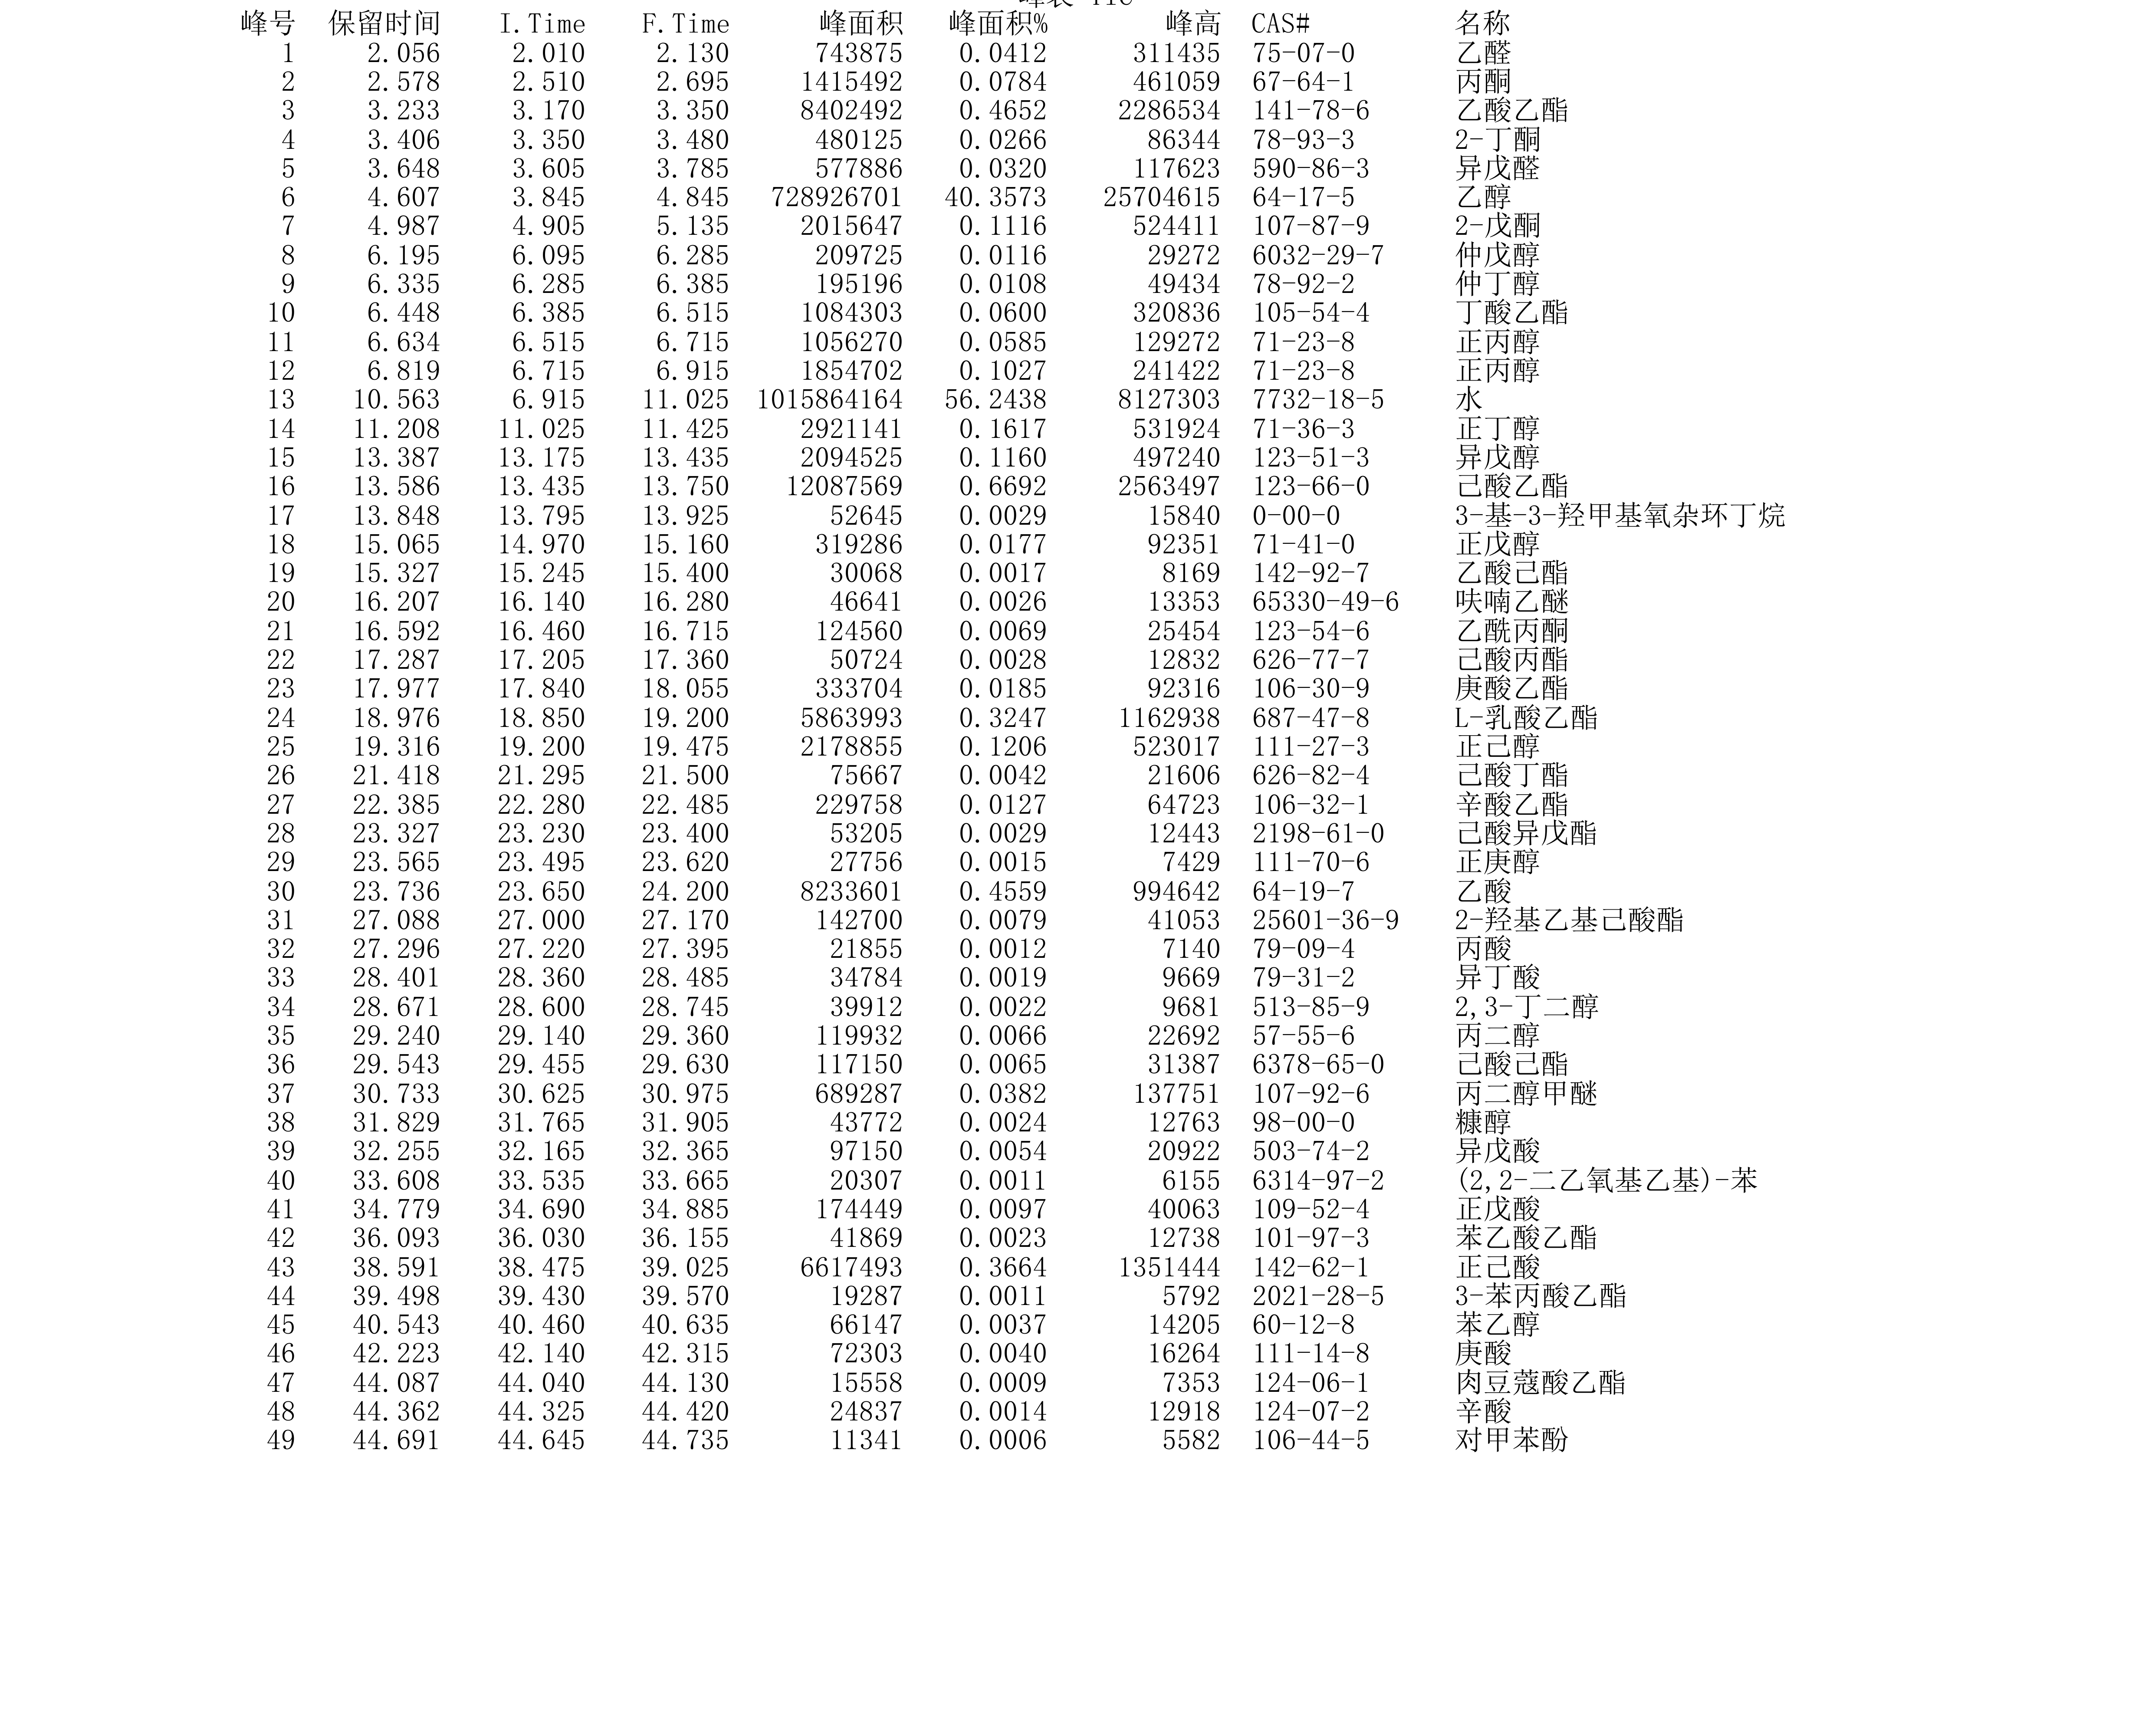 峰号 保留时间 I.Time F.Time 峰面积 峰面积% 峰高 CAS# 名称
1 2.056 2.010 2.130 743875 0.0412 311435 75-07-0 乙醛
2 2.578 2.510 2.695 1415492 0.0784 461059 67-64-1 丙酮
3 3.233 3.170 3.350 8402492 0.4652 2286534 141-78-6 乙酸乙酯
4 3.406 3.350 3.480 480125 0.0266 86344 78-93-3 2-丁酮
5 3.648 3.605 3.785 577886 0.0320 117623 590-86-3 异戊醛
6 4.607 3.845 4.845 728926701 40.3573 25704615 64-17-5 乙醇
7 4.987 4.905 5.135 2015647 0.1116 524411 107-87-9 2-戊酮
8 6.195 6.095 6.285 209725 0.0116 29272 6032-29-7 仲戊醇
9 6.335 6.285 6.385 195196 0.0108 49434 78-92-2 仲丁醇
10 6.448 6.385 6.515 1084303 0.0600 320836 105-54-4 丁酸乙酯
11 6.634 6.515 6.715 1056270 0.0585 129272 71-23-8 正丙醇
12 6.819 6.715 6.915 1854702 0.1027 241422 71-23-8 正丙醇
13 10.563 6.915 11.025 1015864164 56.2438 8127303 7732-18-5 水
14 11.208 11.025 11.425 2921141 0.1617 531924 71-36-3 正丁醇
15 13.387 13.175 13.435 2094525 0.1160 497240 123-51-3 异戊醇
16 13.586 13.435 13.750 12087569 0.6692 2563497 123-66-0 己酸乙酯
17 13.848 13.795 13.925 52645 0.0029 15840 0-00-0 3-基-3-羟甲基氧杂环丁烷
18 15.065 14.970 15.160 319286 0.0177 92351 71-41-0 正戊醇
19 15.327 15.245 15.400 30068 0.0017 8169 142-92-7 乙酸己酯
20 16.207 16.140 16.280 46641 0.0026 13353 65330-49-6 呋喃乙醚
21 16.592 16.460 16.715 124560 0.0069 25454 123-54-6 乙酰丙酮
22 17.287 17.205 17.360 50724 0.0028 12832 626-77-7 己酸丙酯
23 17.977 17.840 18.055 333704 0.0185 92316 106-30-9 庚酸乙酯
24 18.976 18.850 19.200 5863993 0.3247 1162938 687-47-8 L-乳酸乙酯
25 19.316 19.200 19.475 2178855 0.1206 523017 111-27-3 正己醇
26 21.418 21.295 21.500 75667 0.0042 21606 626-82-4 己酸丁酯
27 22.385 22.280 22.485 229758 0.0127 64723 106-32-1 辛酸乙酯
28 23.327 23.230 23.400 53205 0.0029 12443 2198-61-0 己酸异戊酯
29 23.565 23.495 23.620 27756 0.0015 7429 111-70-6 正庚醇
30 23.736 23.650 24.200 8233601 0.4559 994642 64-19-7 乙酸
31 27.088 27.000 27.170 142700 0.0079 41053 25601-36-9 2-羟基乙基己酸酯
32 27.296 27.220 27.395 21855 0.0012 7140 79-09-4 丙酸
33 28.401 28.360 28.485 34784 0.0019 9669 79-31-2 异丁酸
34 28.671 28.600 28.745 39912 0.0022 9681 513-85-9 2,3-丁二醇
35 29.240 29.140 29.360 119932 0.0066 22692 57-55-6 丙二醇
36 29.543 29.455 29.630 117150 0.0065 31387 6378-65-0 己酸己酯
37 30.733 30.625 30.975 689287 0.0382 137751 107-92-6 丙二醇甲醚
38 31.829 31.765 31.905 43772 0.0024 12763 98-00-0 糠醇
39 32.255 32.165 32.365 97150 0.0054 20922 503-74-2 异戊酸
40 33.608 33.535 33.665 20307 0.0011 6155 6314-97-2 (2,2-二乙氧基乙基)-苯
41 34.779 34.690 34.885 174449 0.0097 40063 109-52-4 正戊酸
42 36.093 36.030 36.155 41869 0.0023 12738 101-97-3 苯乙酸乙酯
43 38.591 38.475 39.025 6617493 0.3664 1351444 142-62-1 正己酸
44 39.498 39.430 39.570 19287 0.0011 5792 2021-28-5 3-苯丙酸乙酯
45 40.543 40.460 40.635 66147 0.0037 14205 60-12-8 苯乙醇
46 42.223 42.140 42.315 72303 0.0040 16264 111-14-8 庚酸
47 44.087 44.040 44.130 15558 0.0009 7353 124-06-1 肉豆蔻酸乙酯
48 44.362 44.325 44.420 24837 0.0014 12918 124-07-2 辛酸
49 44.691 44.645 44.735 11341 0.0006 5582 106-44-5 对甲苯酚